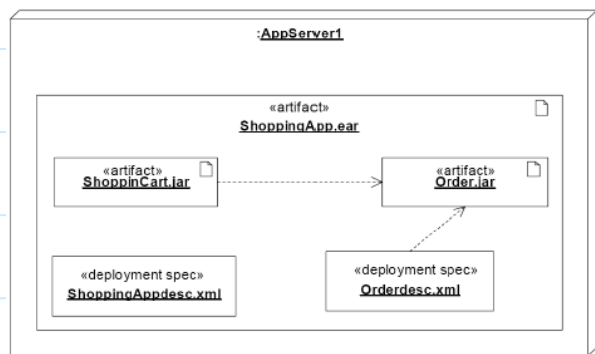 :AppServer1
«artifact»
ShoppingApp.ear
«artifact»
ShoppinCart.jar
«artifact»
Order.jar
«deployment spec»
ShoppingAppdesc.xml
«deployment spec»
Orderdesc.xml